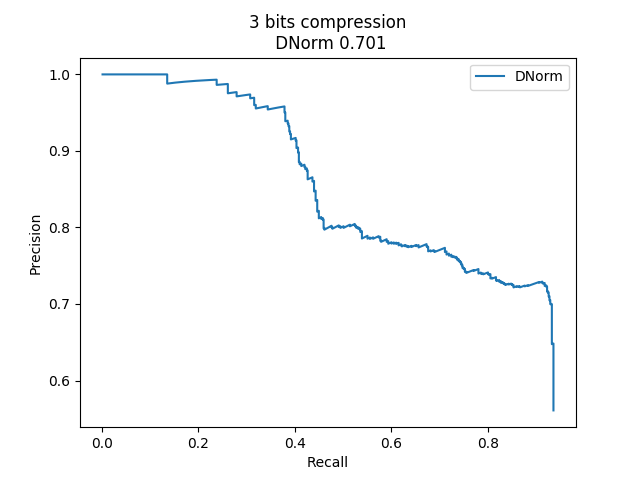 3 bits compression
DNorm 0.701
DNorm
1.0
0.9
0.8
0.7
0.6
Precision
0.0 0.2 0.4 0.6 0.8
Recall